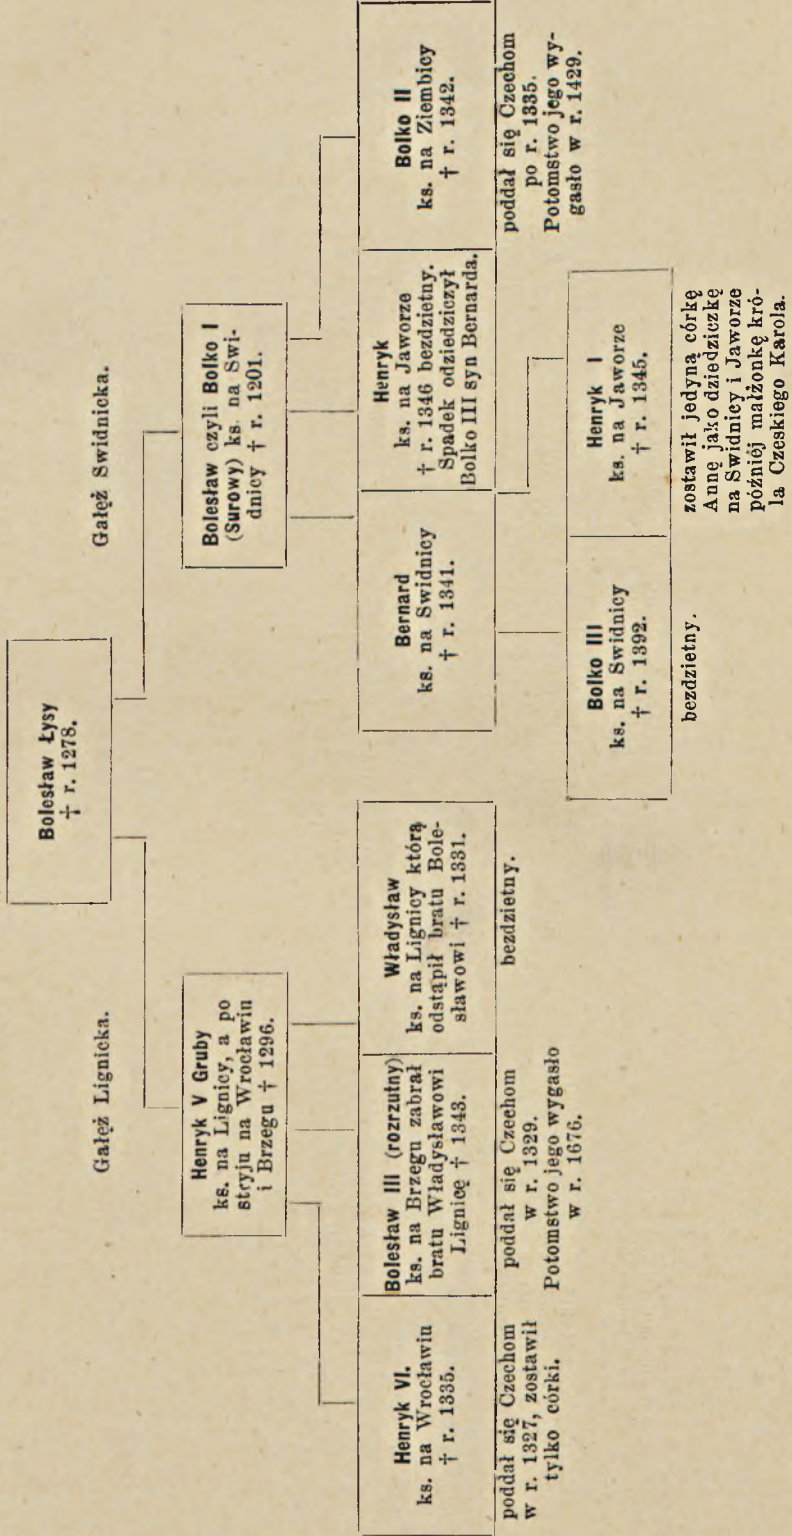 Bolesław Łysy
† r. 1278.
Gałęź Lignicka.
Gałęź Swidnicka.
Henryk V Gruby
ks. na Lignicy, a po
stryju na Wrocławiu
i Brzegu † 1296.
Bolesław czyli Bolko I
(Surowy) ks. na Swi-
dnicy † r. 1201.
Henryk VI.
ks. na Wrocławiu
† r. 1335.
Bolesław III (rozrzutny)
ks. na Brzegu zabrał
bratu Władysławowi
Lignicę † 1343.
Władysław
ks. na Lignicy którą
odstąpił bratu Bole-
sławowi † r. 1331.
Bernard
ks. na Swidnicy
† r. 1341.
Henryk
ks. na Jaworze
† r. 1346 bezdzietny.
Spadek odziedziczył
Bolko III syn Bernarda.
Bolko II
ks. na Ziembicy
† r. 1342.
poddał się Czechom
w r. 1327, zostawił
tylko córki.
poddał się Czechom
w r. 1329.
Potomstwo jego wygasło
w r. 1676.
bezdzietny.
poddał się Czechom
po r. 1335.
Potomstwo jego wy-
gasło w r. 1429.
Bolko III
ks. na Swidnicy
† r. 1392.
Henryk I
ks. na Jaworze
† r. 1345.
bezdzietny.
zostawił jedyną córkę
Annę jako dziedziczkę
na Swidnicy i Jaworze
później małżonkę kró-
la Czeskiego Karola.